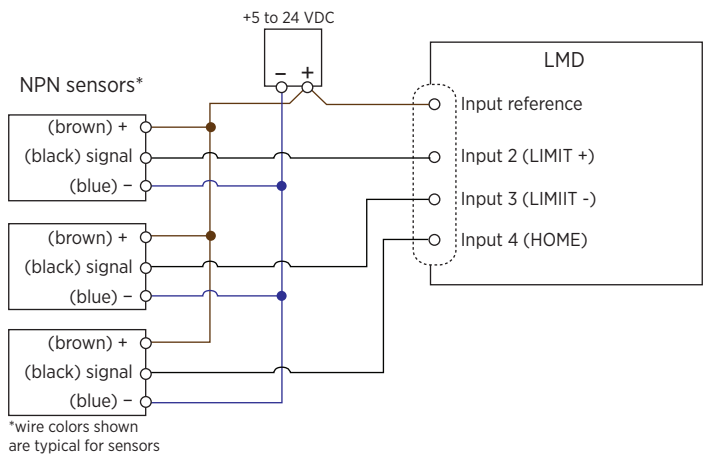 +5 to 24 VDC
– +
NPN sensors*
(brown) +
(black) signal
(blue) –
(brown) +
(black) signal
(blue) –
(brown) +
(black) signal
(blue) –
*wire colors shown
are typical for sensors
LMD
Input reference
Input 2 (LIMIT +)
Input 3 (LIMIIT -)
Input 4 (HOME)